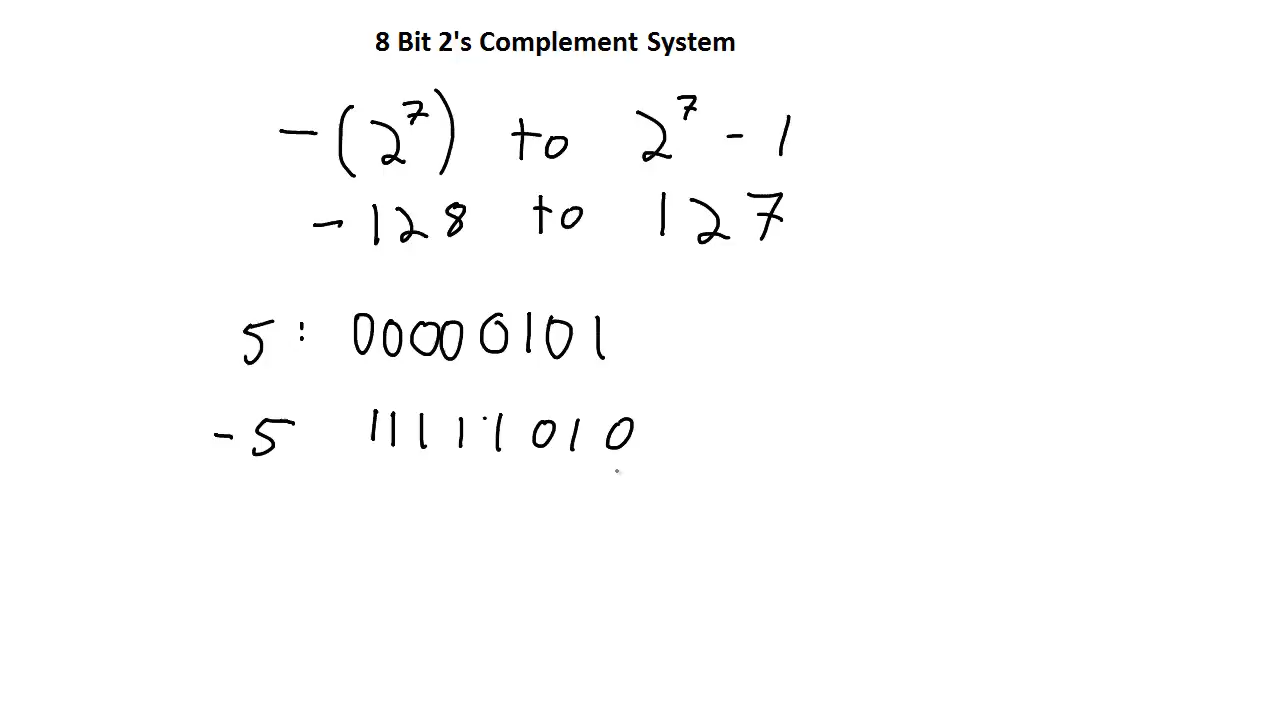 8 Bit 2's Complement System
-(2⁷) to 2⁷ - 1
-128 to 127
5: 00000101
-5 11111010